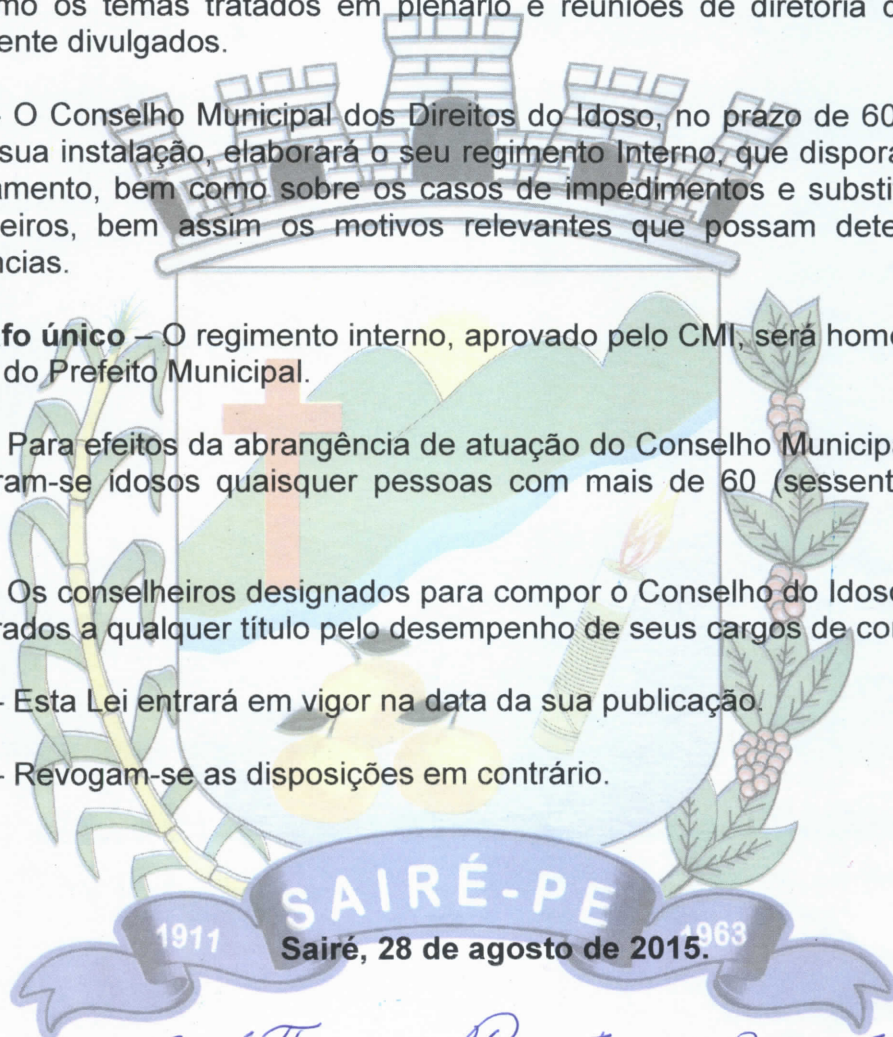 mo os temas tratados em plenário e reuniões de diretoria
ente divulgados.
- O Conselho Municipal dos Direitos do Idoso, no prazo de 60
sua instalação, elaborará o seu regimento Interno, que dispora
amento, bem como sobre os casos de impedimentos e substi
eiros, bem assim os motivos relevantes que possam dete
ncias.
fo único – O regimento interno, aprovado pelo CMI, será home
do Prefeito Municipal.
Para efeitos da abrangência de atuação do Conselho Municipa
ram-se idosos quaisquer pessoas com mais de 60 (sessent
Os conselheiros designados para compor o Conselho do Idoso
rados a qualquer título pelo desempenho de seus cargos de con
- Esta Lei entrará em vigor na data da sua publicação.
- Revogam-se as disposições em contrário.
SAIRÉ-PE
1911 1963
Sairé, 28 de agosto de 2015.